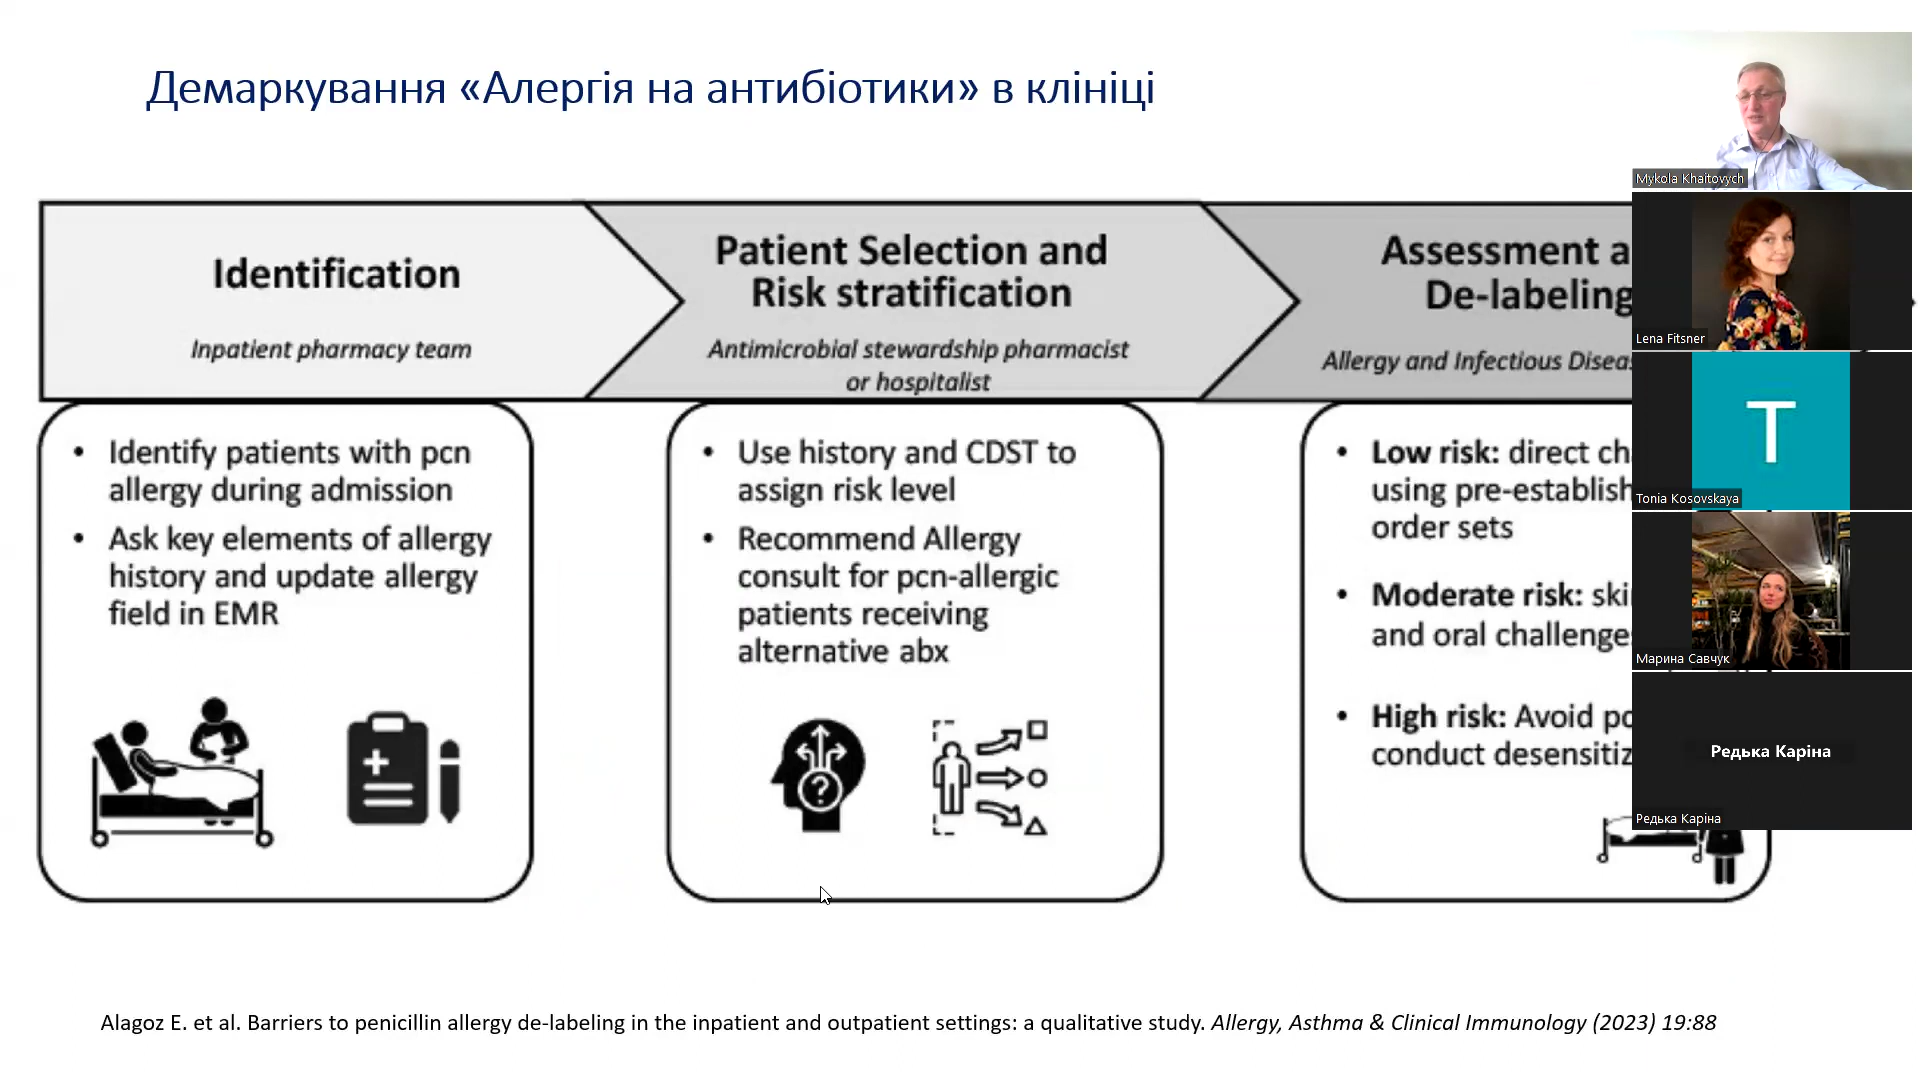 Демаркування «Алергія на антибіотики» в клініці
Identification
Inpatient pharmacy team
Patient Selection and
Risk stratification
Antimicrobial stewardship pharmacist
or hospitalist
Assessment a
De-labeling
Allergy and Infectious Diseas
• Identify patients with pcn
allergy during admission
• Ask key elements of allergy
history and update allergy
field in EMR
• Use history and CDST to
assign risk level
• Recommend Allergy
consult for pcn-allergic
patients receiving
alternative abx
• Low risk: direct ch
using pre-establish
order sets
• Moderate risk: ski
and oral challenge
• High risk: Avoid
conduct desensitiz
?
Alagoz E. et al. Barriers to penicillin allergy de-labeling in the inpatient and outpatient settings: a qualitative study. Allergy, Asthma & Clinical Immunology (2023) 19:88
Mykola Khaitovych
Lena Fitsner
T
Tonia Kosovskaya
Марина Савчук
Редька Каріна
Редька Каріна